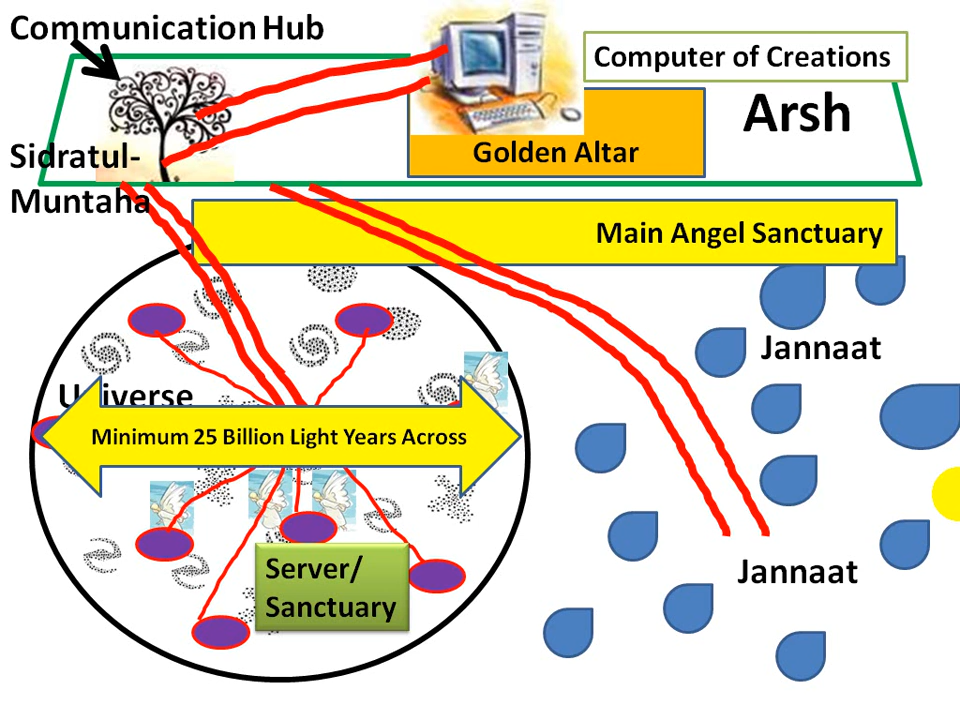 Communication Hub
Computer of Creations
Arsh
Golden Altar
Sidratul-
Muntaha
Main Angel Sanctuary
Jannaat
Universe
Minimum 25 Billion Light Years Across
Server/
Sanctuary
Jannaat